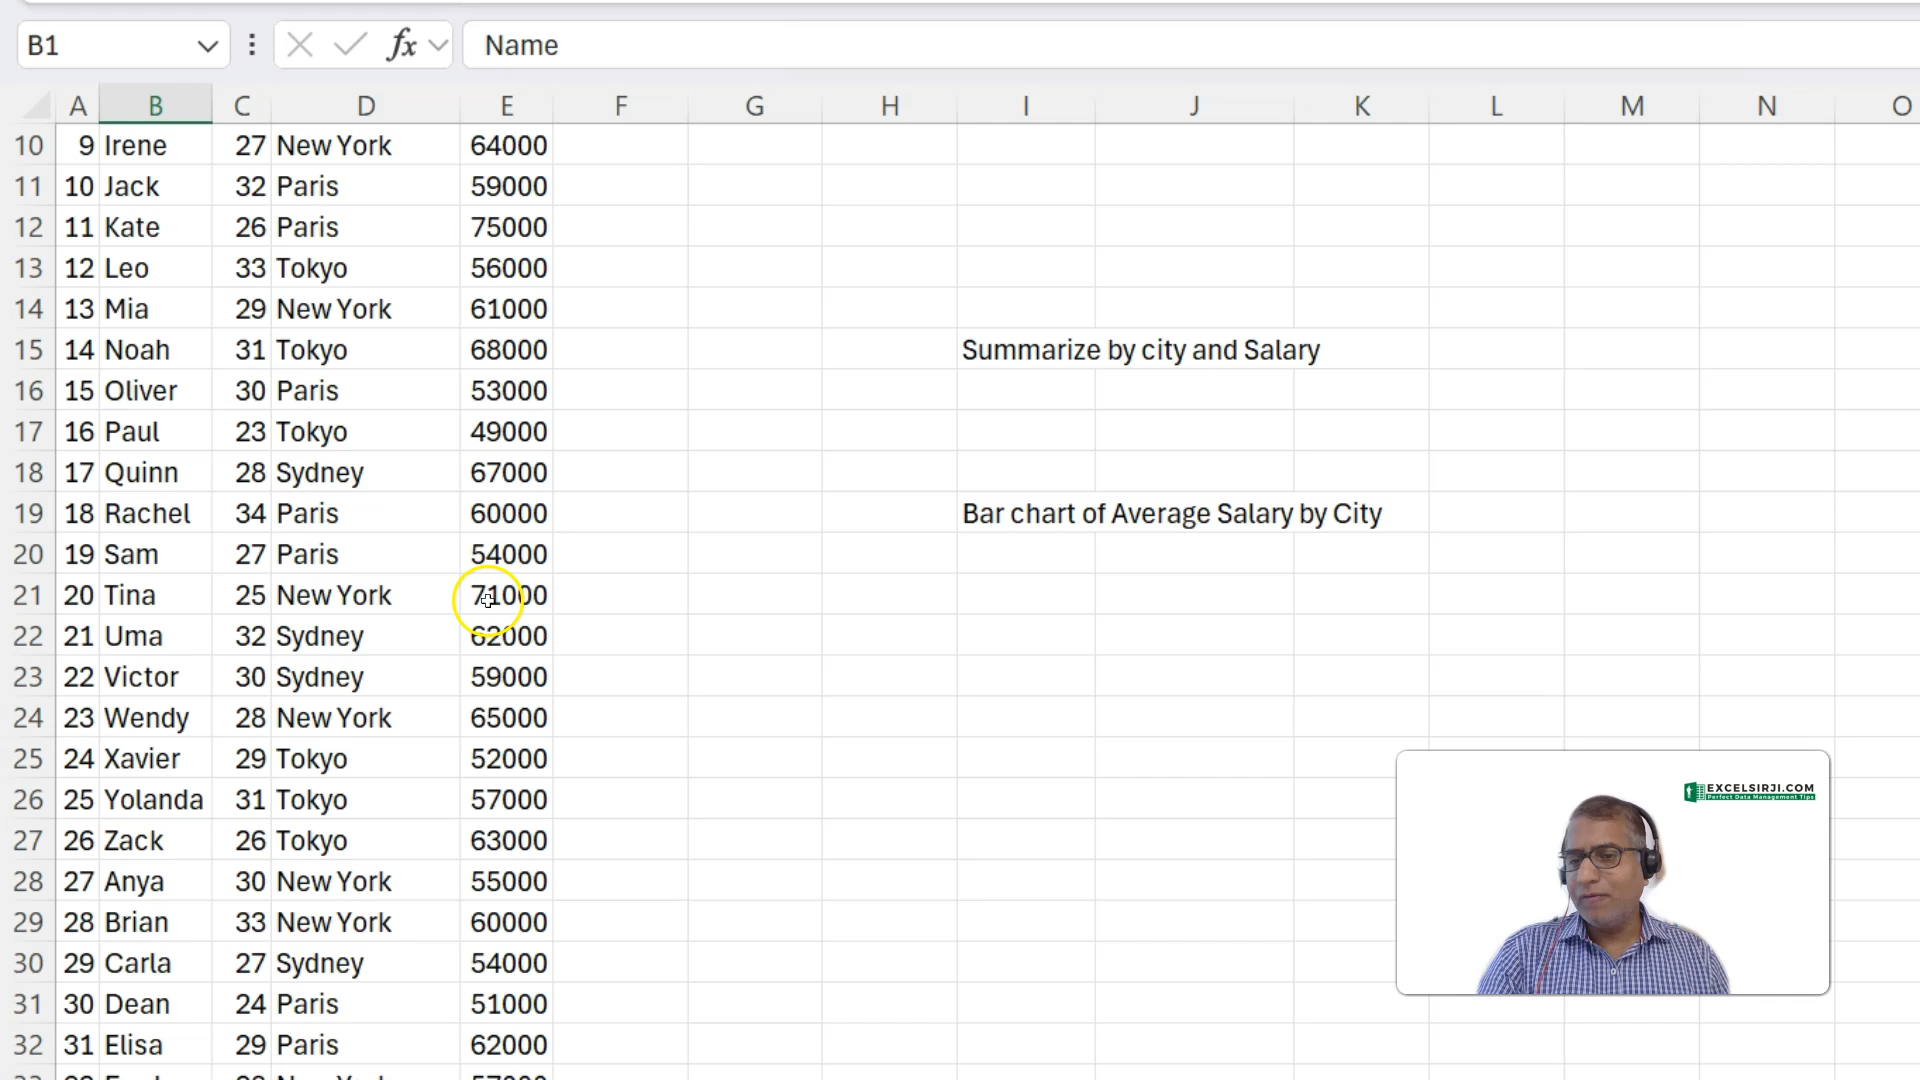 B1 fx Name
A B C D E F G H I J K L M N O
10 9 Irene 27 New York 64000
11 10 Jack 32 Paris 59000
12 11 Kate 26 Paris 75000
13 12 Leo 33 Tokyo 56000
14 13 Mia 29 New York 61000
15 14 Noah 31 Tokyo 68000 Summarize by city and Salary
16 15 Oliver 30 Paris 53000
17 16 Paul 23 Tokyo 49000
18 17 Quinn 28 Sydney 67000
19 18 Rachel 34 Paris 60000 Bar chart of Average Salary by City
20 19 Sam 27 Paris 54000
21 20 Tina 25 New York 71000
22 21 Uma 32 Sydney 62000
23 22 Victor 30 Sydney 59000
24 23 Wendy 28 New York 65000
25 24 Xavier 29 Tokyo 52000
26 25 Yolanda 31 Tokyo 57000
27 26 Zack 26 Tokyo 63000
28 27 Anya 30 New York 55000
29 28 Brian 33 New York 60000
30 29 Carla 27 Sydney 54000
31 30 Dean 24 Paris 51000
32 31 Elisa 29 Paris 62000
EXCELSIRJI.COM
Perfect Data Management Tips